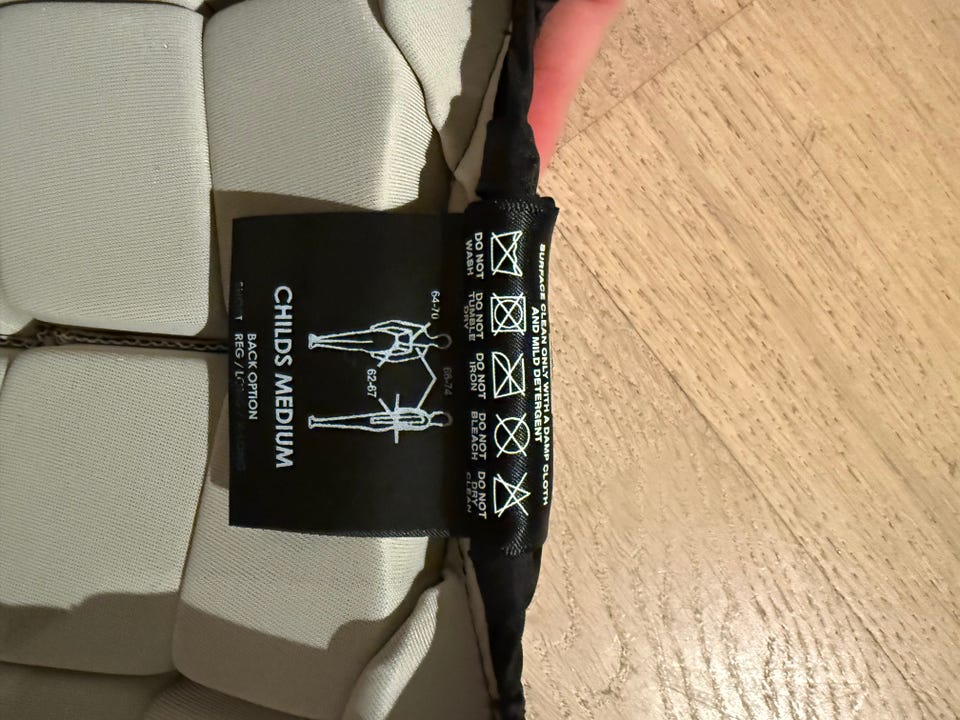 SURFACE CLEAN ONLY WITH A DAMP CLOTH
AND MILD DETERGENT
DO NOT WASH
DO NOT TUMBLE DRY
DO NOT IRON
DO NOT BLEACH
DO NOT DRY CLEAN
64-70
68-74
62-67
CHILDS MEDIUM
BACK OPTION
REG /